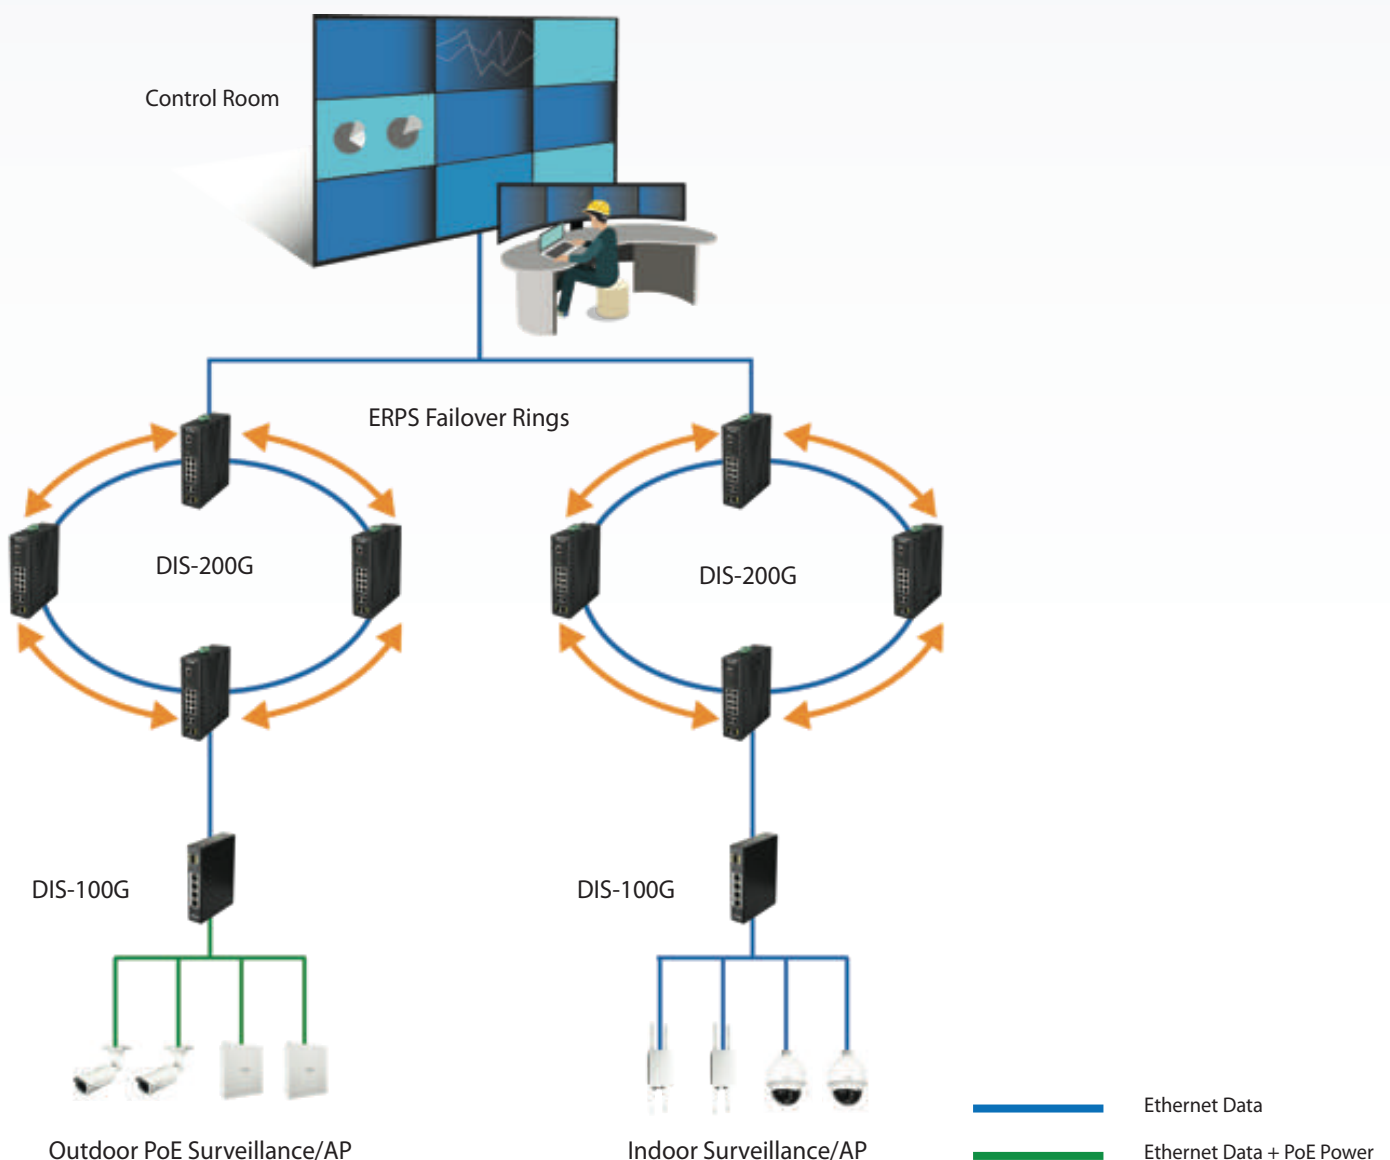 Control Room
ERPS Failover Rings
DIS-200G
DIS-200G
DIS-100G
DIS-100G
Outdoor PoE Surveillance/AP
Indoor Surveillance/AP
Ethernet Data
Ethernet Data + PoE Power